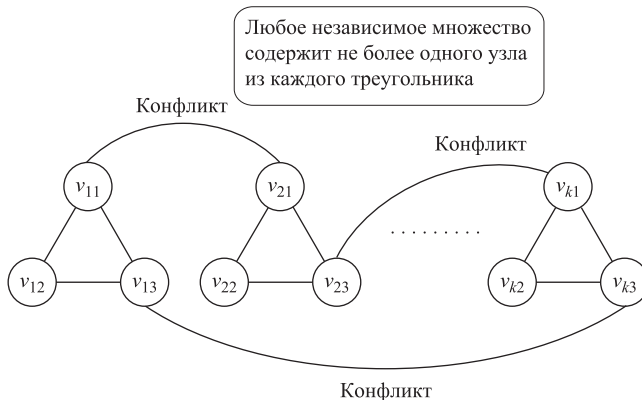 Любое независимое множество
содержит не более одного узла
из каждого треугольника
Конфликт
Конфликт
v11 v21 vk1
. . . . . . . . .
v12 v13 v22 v23 vk2 vk3
Конфликт